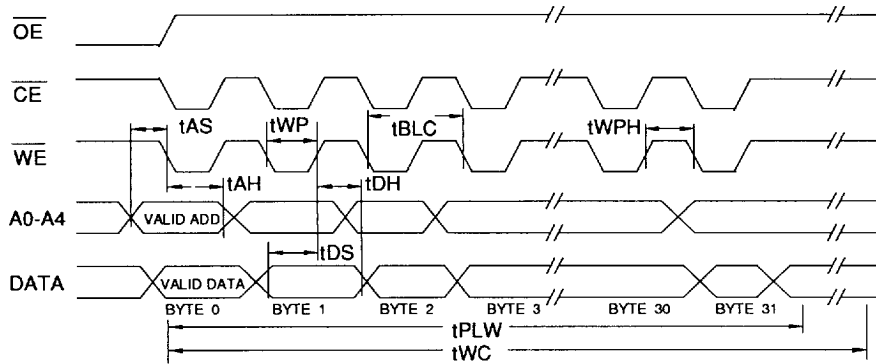 OE
CE
tAS
tWP
tBLC
tWPH
WE
tAH
tDH
A0-A4
VALID ADD
tDS
DATA
VALID DATA
BYTE 0
BYTE 1
BYTE 2
BYTE 3
BYTE 30
BYTE 31
tPLW
tWC